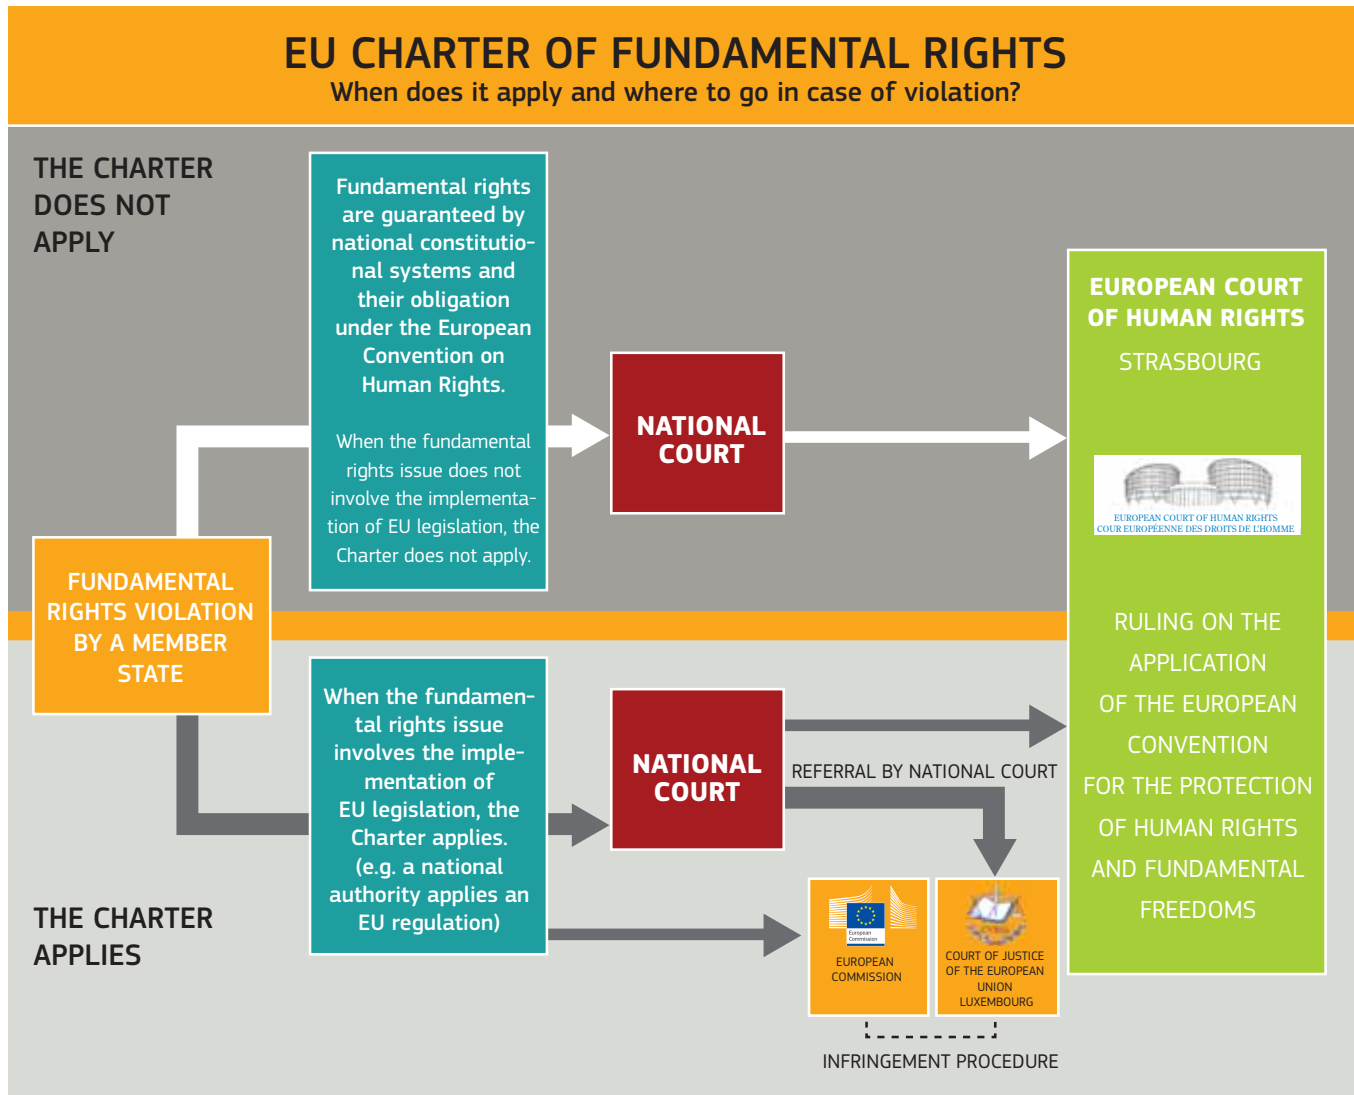 EU CHARTER OF FUNDAMENTAL RIGHTS
When does it apply and where to go in case of violation?
THE CHARTER
DOES NOT
APPLY
Fundamental rights
are guaranteed by
national constitutio-
nal systems and
their obligation
under the European
Convention on
Human Rights.
When the fundamental
rights issue does not
involve the implementa-
tion of EU legislation, the
Charter does not apply.
NATIONAL
COURT
EUROPEAN COURT
OF HUMAN RIGHTS
STRASBOURG
EUROPEAN COURT OF HUMAN RIGHTS
COUR EUROPÉENNE DES DROITS DE L'HOMME
RULING ON THE
APPLICATION
OF THE EUROPEAN
CONVENTION
FOR THE PROTECTION
OF HUMAN RIGHTS
AND FUNDAMENTAL
FREEDOMS
FUNDAMENTAL
RIGHTS VIOLATION
BY A MEMBER
STATE
When the fundamen-
tal rights issue
involves the imple-
mentation of
EU legislation, the
Charter applies.
(e.g. a national
authority applies an
EU regulation)
NATIONAL
COURT
REFERRAL BY NATIONAL COURT
THE CHARTER
APPLIES
European
Commission
EUROPEAN
COMMISSION
COURT OF JUSTICE
OF THE EUROPEAN
UNION
LUXEMBOURG
INFRINGEMENT PROCEDURE